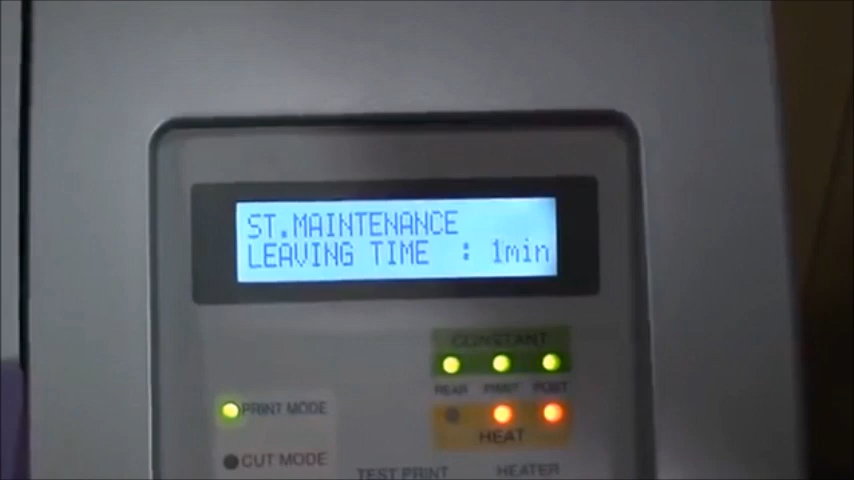 ST.MAINTENANCE
LEAVING TIME : 1min
CONSTANT
REAR PRINT POST
PRINT MODE
HEAT
CUT MODE
TEST PRINT HEATER